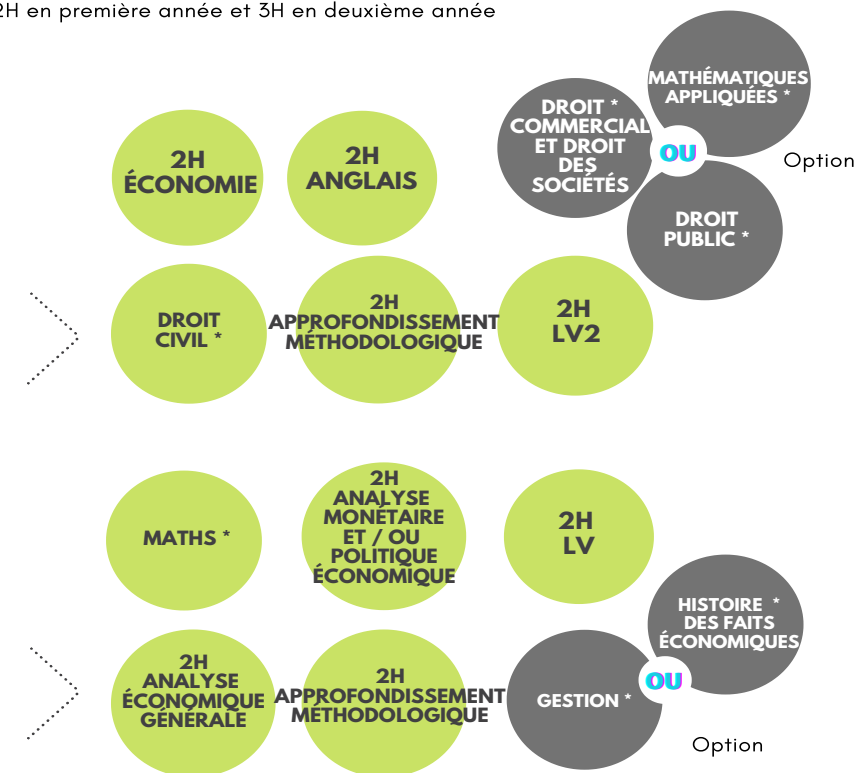 2H en première année et 3H en deuxième année
2H
ÉCONOMIE
2H
ANGLAIS
DROIT *
COMMERCIAL
ET DROIT
DES
SOCIÉTÉS
OU
MATHÉMATIQUES
APPLIQUÉES *
Option
DROIT
PUBLIC *
DROIT
CIVIL *
2H
APPROFONDISSEMENT
MÉTHODOLOGIQUE
2H
LV2
MATHS *
2H
ANALYSE
MONÉTAIRE
ET / OU
POLITIQUE
ÉCONOMIQUE
2H
LV
2H
ANALYSE
ÉCONOMIQUE
GÉNÉRALE
2H
APPROFONDISSEMENT
MÉTHODOLOGIQUE
GESTION *
OU
HISTOIRE *
DES FAITS
ÉCONOMIQUES
Option